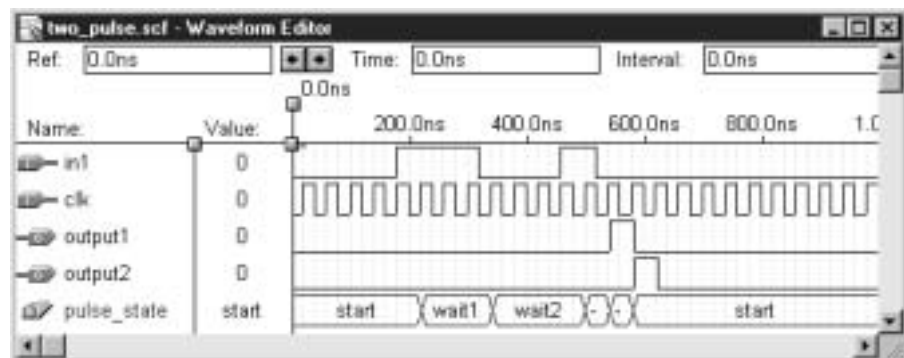 two_pulse.scf - Waveform Editor
Ref: 0.0ns Time: 0.0ns Interval: 0.0ns
0.0ns
Name: Value: 200.0ns 400.0ns 600.0ns 800.0ns 1.0
in1 0
clk 0
output1 0
output2 0
pulse_state start start wait1 wait2 - - start